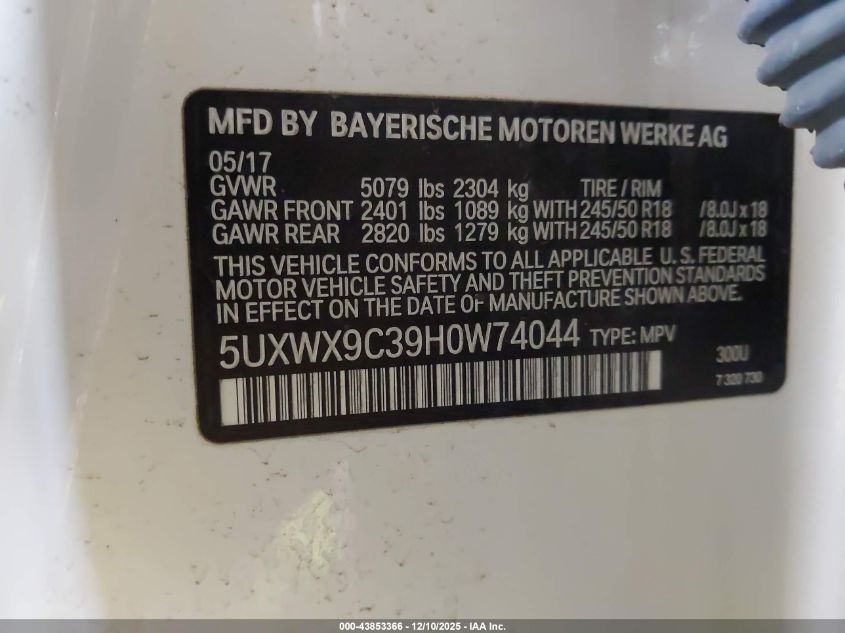 MFD BY BAYERISCHE MOTOREN WERKE AG
05/17
GVWR 5079 lbs 2304 kg TIRE / RIM
GAWR FRONT 2401 lbs 1089 kg WITH 245/50 R18 /8.0J x 18
GAWR REAR 2820 lbs 1279 kg WITH 245/50 R18 /8.0J x 18
THIS VEHICLE CONFORMS TO ALL APPLICABLE U.S. FEDERAL
MOTOR VEHICLE SAFETY AND THEFT PREVENTION STANDARDS
IN EFFECT ON THE DATE OF MANUFACTURE SHOWN ABOVE.
5UXWX9C39H0W74044 TYPE: MPV 300U
7 320 730
000-43853366 - 12/10/2025 - IAA Inc.